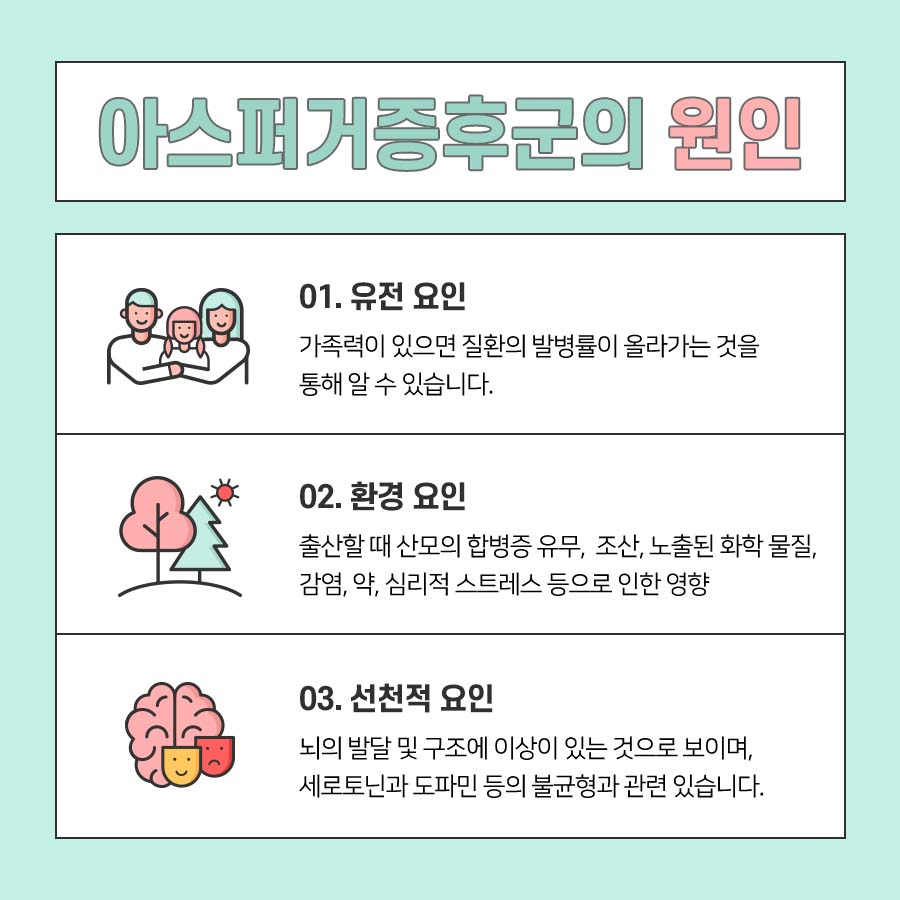 아스퍼거증후군의 원인
01. 유전 요인
가족력이 있으면 질환의 발병률이 올라가는 것을
통해 알 수 있습니다.
02. 환경 요인
출산할 때 산모의 합병증 유무, 조산, 노출된 화학 물질,
감염, 약, 심리적 스트레스 등으로 인한 영향
03. 선천적 요인
뇌의 발달 및 구조에 이상이 있는 것으로 보이며,
세로토닌과 도파민 등의 불균형과 관련 있습니다.